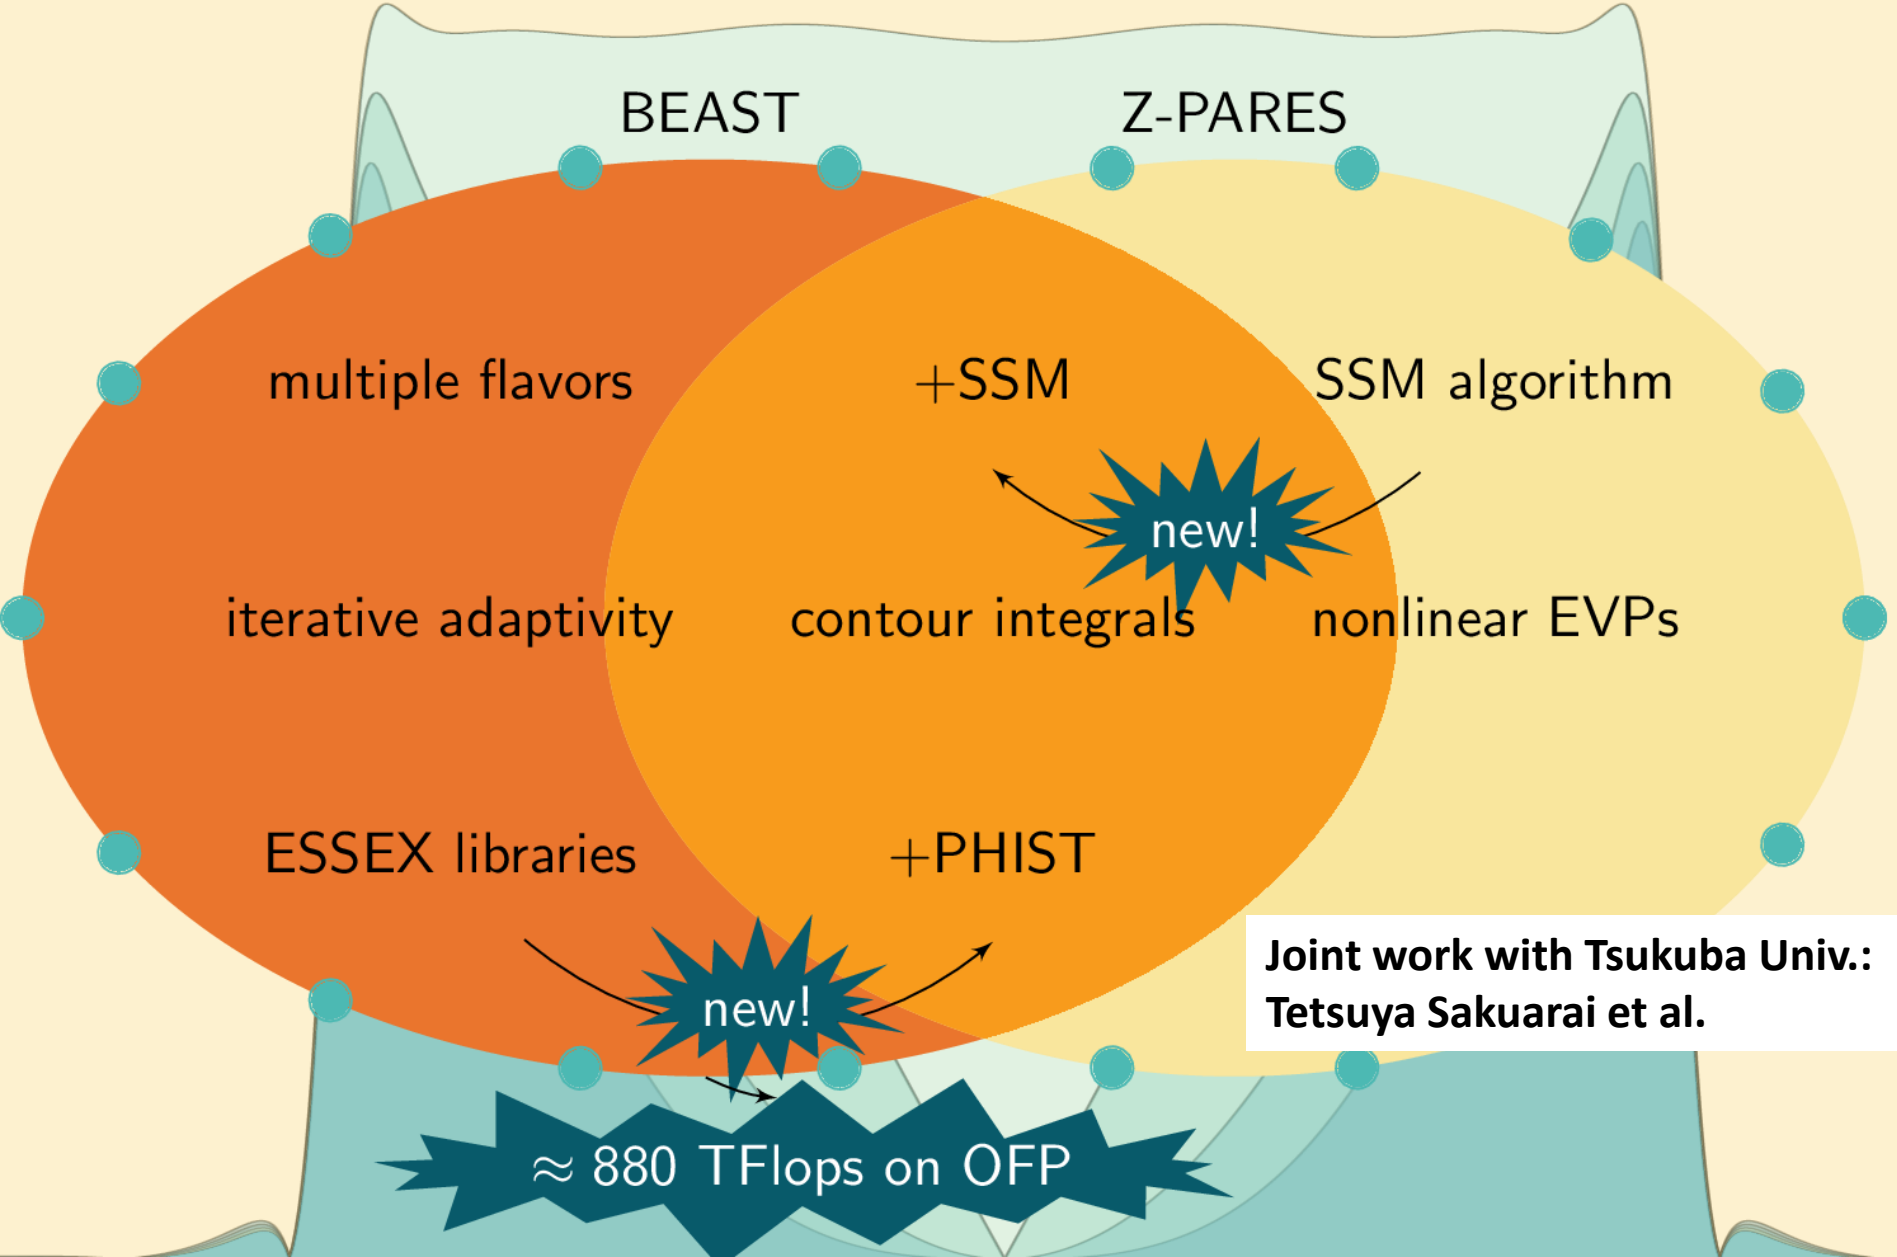 BEAST
Z-PARES
multiple flavors
+SSM
SSM algorithm
new!
iterative adaptivity
contour integrals
nonlinear EVPs
ESSEX libraries
+PHIST
new!
Joint work with Tsukuba Univ.:
Tetsuya Sakuarai et al.
≈ 880 TFlops on OFP